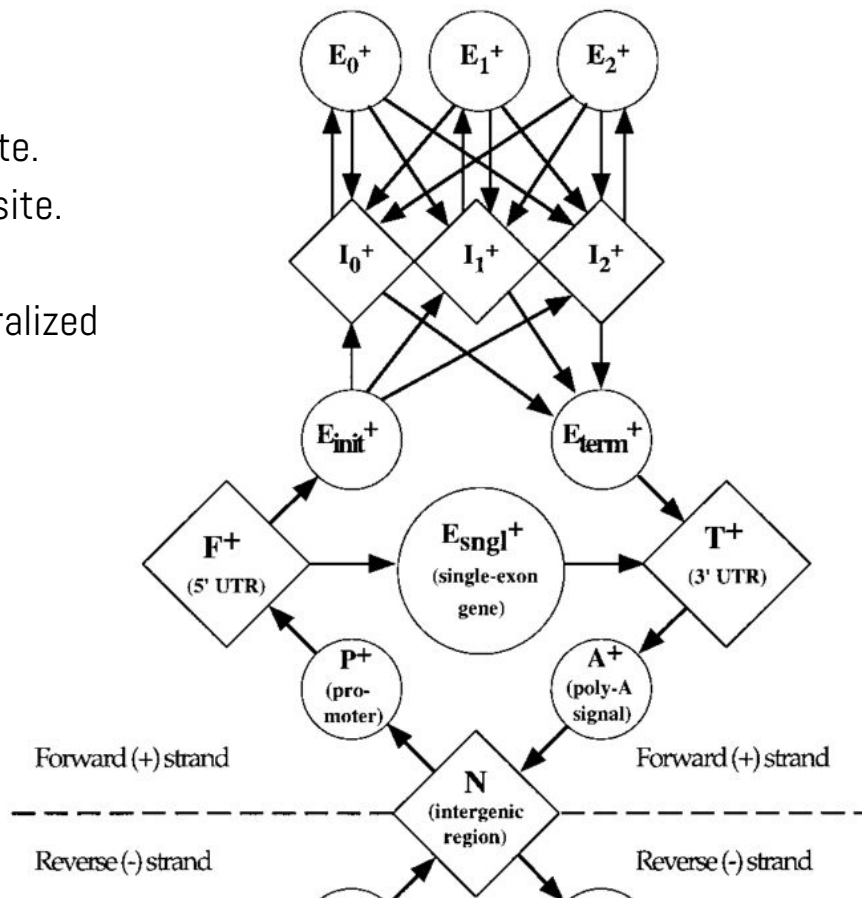 E0+ E1+ E2+
te.
site.
I0+ I1+ I2+
ralized
Einit+ Eterm+
F+
(5' UTR)
Esngl+
(single-exon
gene)
T+
(3' UTR)
P+
(pro-
moter)
A+
(poly-A
signal)
Forward (+) strand Forward (+) strand
N
(intergenic
region)
Reverse (-) strand Reverse (-) strand